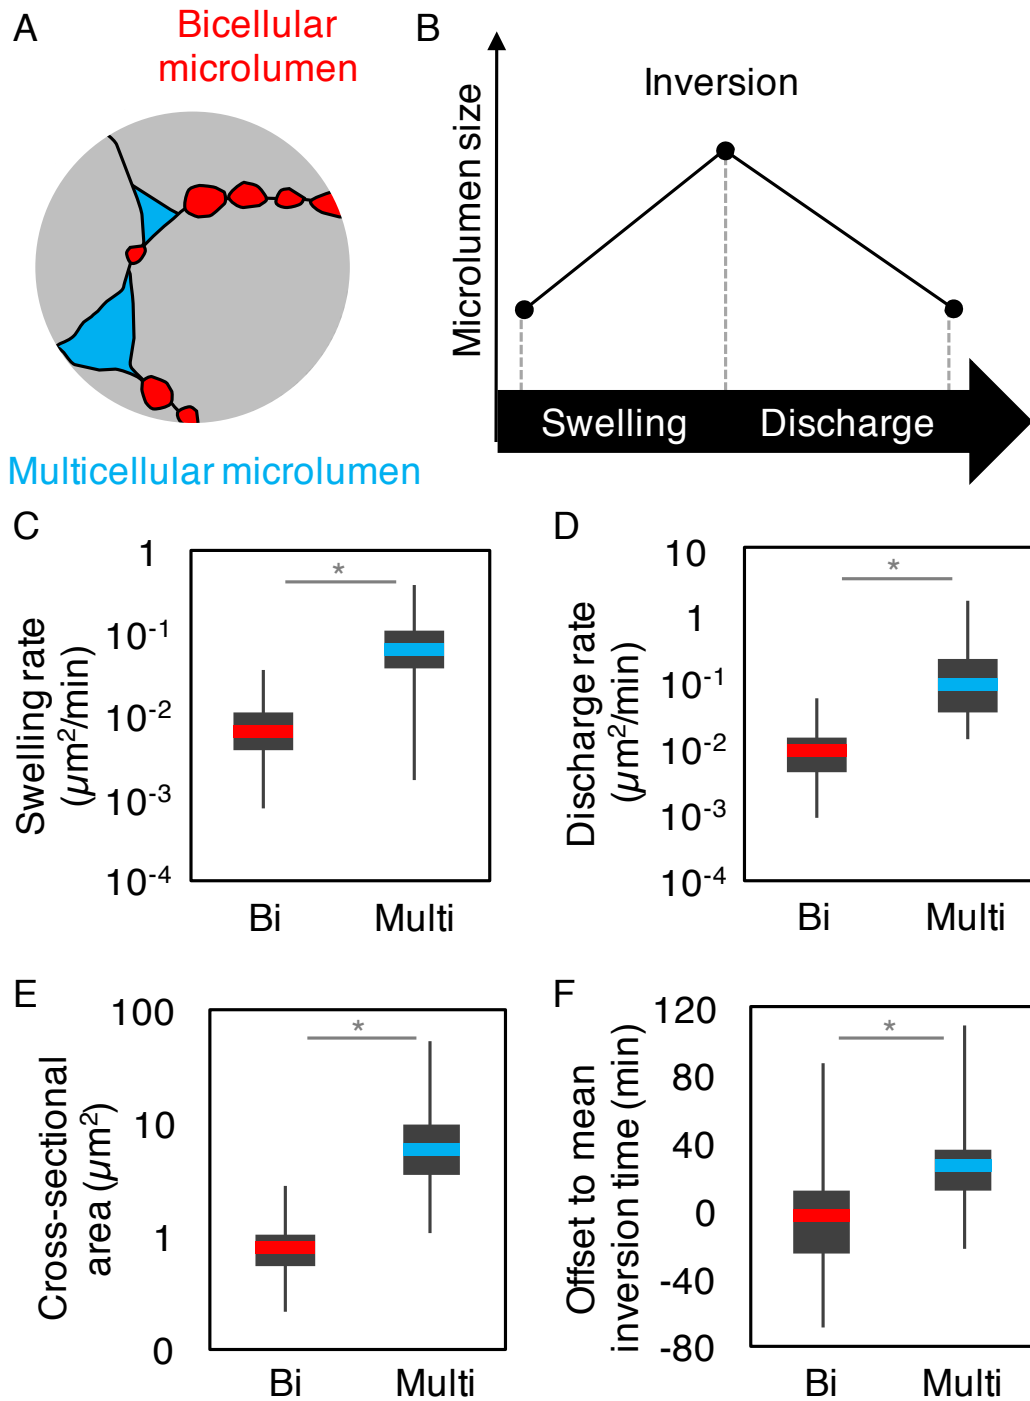 A
Bicellular
microlumen
Multicellular microlumen
B
Microlumen size
Inversion
Swelling
Discharge
C
Swelling rate
(µm²/min)
1
10⁻¹
10⁻²
10⁻³
10⁻⁴
*
Bi
Multi
D
Discharge rate
(µm²/min)
10
1
10⁻¹
10⁻²
10⁻³
10⁻⁴
*
Bi
Multi
E
Cross-sectional
area (µm²)
100
10
1
0
*
Bi
Multi
F
Offset to mean
inversion time (min)
120
80
40
0
-40
-80
*
Bi
Multi